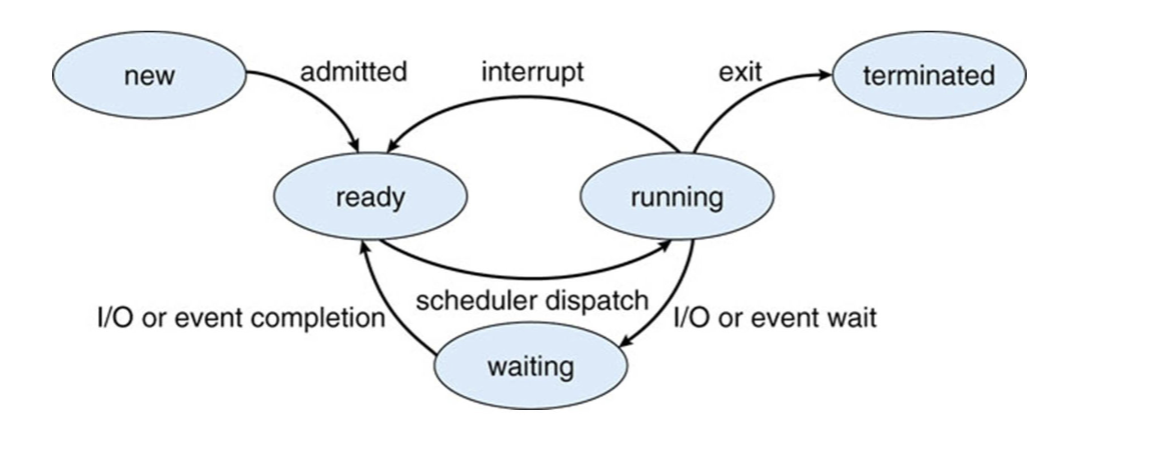 new
admitted
interrupt
exit
terminated
ready
running
scheduler dispatch
I/O or event completion
I/O or event wait
waiting